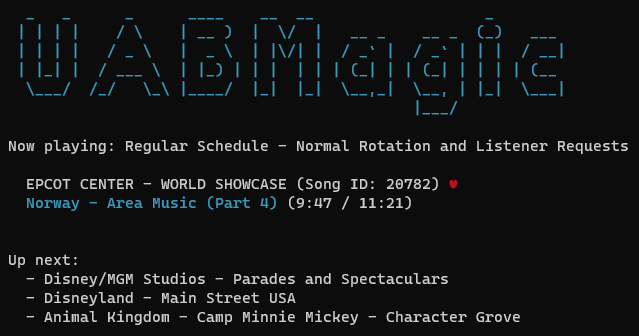 UABMagic
Now playing: Regular Schedule - Normal Rotation and Listener Requests
EPCOT CENTER - WORLD SHOWCASE (Song ID: 20782) ♥
Norway - Area Music (Part 4) (9:47 / 11:21)
Up next:
- Disney/MGM Studios - Parades and Spectaculars
- Disneyland - Main Street USA
- Animal Kingdom - Camp Minnie Mickey - Character Grove